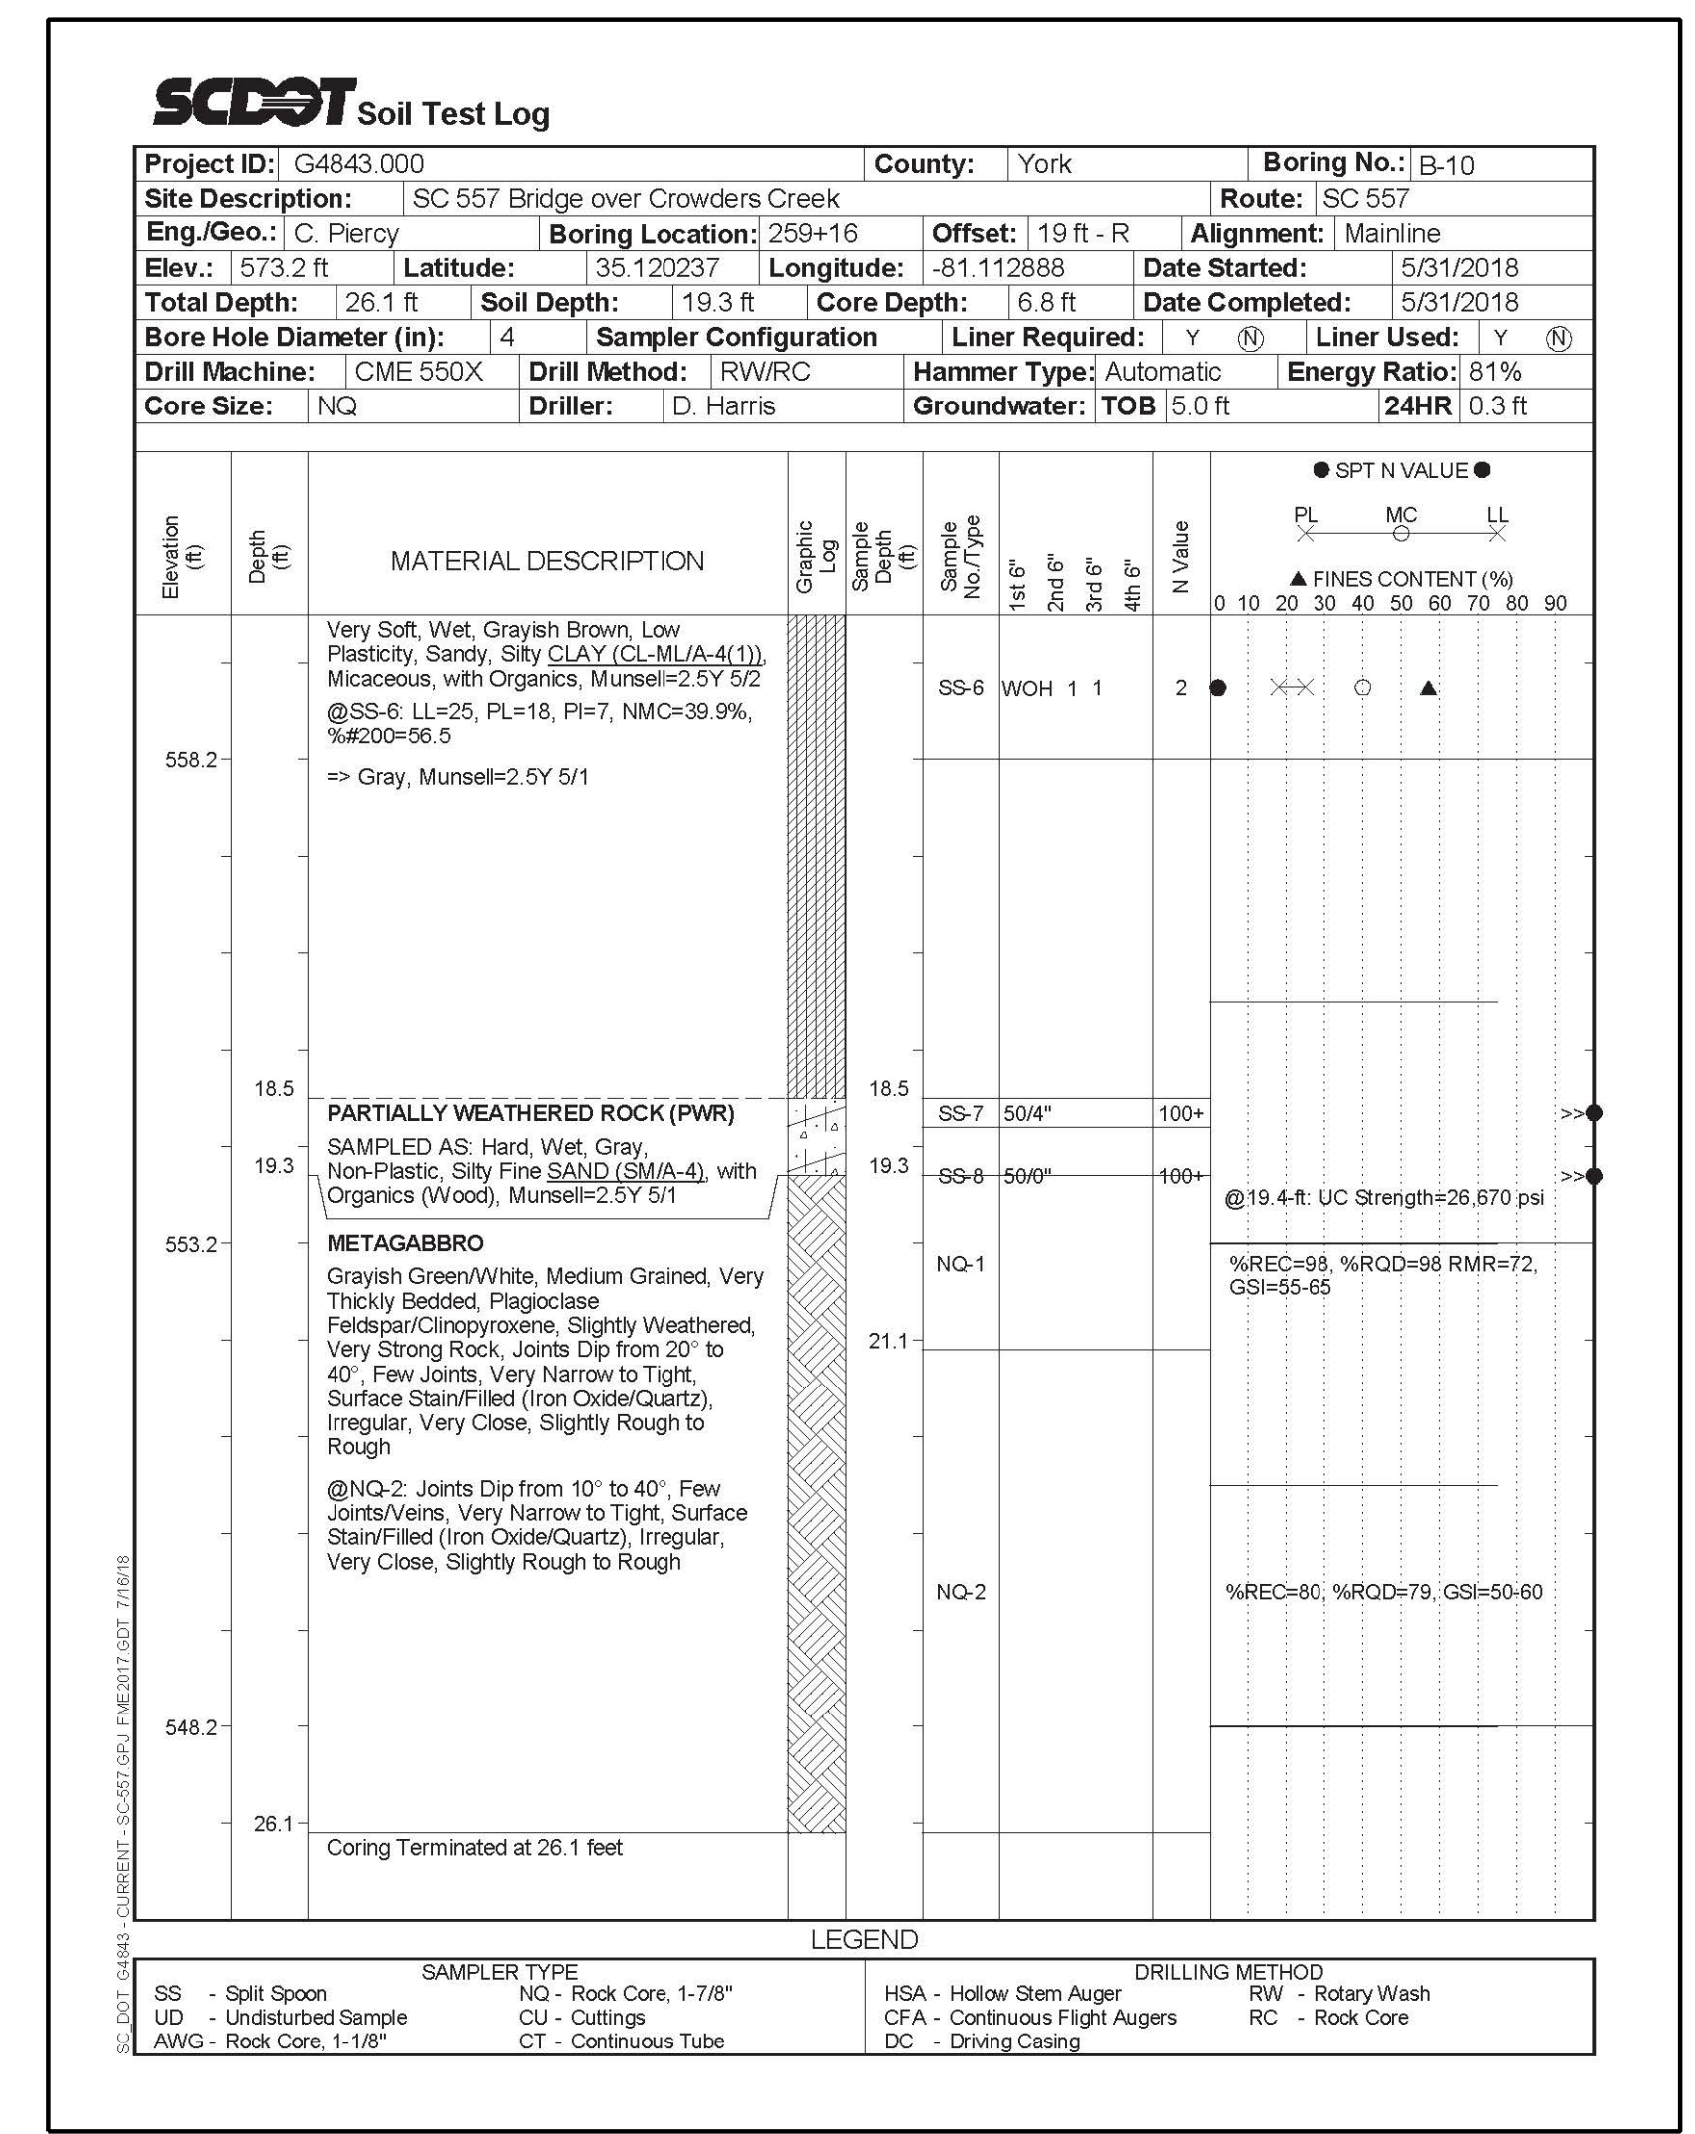 SCDOT Soil Test Log
Project ID: G4843.000 County: York Boring No.: B-10
Site Description: SC 557 Bridge over Crowders Creek Route: SC 557
Eng./Geo.: C. Piercy Boring Location: 259+16 Offset: 19 ft - R Alignment: Mainline
Elev.: 573.2 ft Latitude: 35.120237 Longitude: -81.112888 Date Started: 5/31/2018
Total Depth: 26.1 ft Soil Depth: 19.3 ft Core Depth: 6.8 ft Date Completed: 5/31/2018
Bore Hole Diameter (in): 4 Sampler Configuration Liner Required: Y Ⓝ Liner Used: Y Ⓝ
Drill Machine: CME 550X Drill Method: RW/RC Hammer Type: Automatic Energy Ratio: 81%
Core Size: NQ Driller: D. Harris Groundwater: TOB 5.0 ft 24HR 0.3 ft
Elevation (ft)
Depth (ft)
MATERIAL DESCRIPTION
Graphic Log
Sample Depth (ft)
Sample No./Type
1st 6"
2nd 6"
3rd 6"
4th 6"
N Value
● SPT N VALUE ●
PL MC LL
▲ FINES CONTENT (%)
0 10 20 30 40 50 60 70 80 90
Very Soft, Wet, Grayish Brown, Low
Plasticity, Sandy, Silty CLAY (CL-ML/A-4(1)),
Micaceous, with Organics, Munsell=2.5Y 5/2
SS-6 WOH 1 1 2
@SS-6: LL=25, PL=18, PI=7, NMC=39.9%,
%#200=56.5
558.2
=> Gray, Munsell=2.5Y 5/1
18.5 18.5
PARTIALLY WEATHERED ROCK (PWR)
SS-7 50/4" 100+ >>
SAMPLED AS: Hard, Wet, Gray,
19.3 Non-Plastic, Silty Fine SAND (SM/A-4), with 19.3
SS-8 50/0" 100+ >>
Organics (Wood), Munsell=2.5Y 5/1
@19.4-ft: UC Strength=26,670 psi
553.2 METAGABBRO
NQ-1 %REC=98, %RQD=98 RMR=72,
GSI=55-65
Grayish Green/White, Medium Grained, Very
Thickly Bedded, Plagioclase
Feldspar/Clinopyroxene, Slightly Weathered,
Very Strong Rock, Joints Dip from 20° to
21.1
40°, Few Joints, Very Narrow to Tight,
Surface Stain/Filled (Iron Oxide/Quartz),
Irregular, Very Close, Slightly Rough to
Rough
@NQ-2: Joints Dip from 10° to 40°, Few
Joints/Veins, Very Narrow to Tight, Surface
Stain/Filled (Iron Oxide/Quartz), Irregular,
Very Close, Slightly Rough to Rough
NQ-2 %REC=80, %RQD=79, GSI=50-60
548.2
26.1
Coring Terminated at 26.1 feet
SC_DOT G4843 - CURRENT - SC-557.GPJ FME2017.GDT 7/16/18
LEGEND
SAMPLER TYPE DRILLING METHOD
SS - Split Spoon NQ - Rock Core, 1-7/8" HSA - Hollow Stem Auger RW - Rotary Wash
UD - Undisturbed Sample CU - Cuttings CFA - Continuous Flight Augers RC - Rock Core
AWG - Rock Core, 1-1/8" CT - Continuous Tube DC - Driving Casing